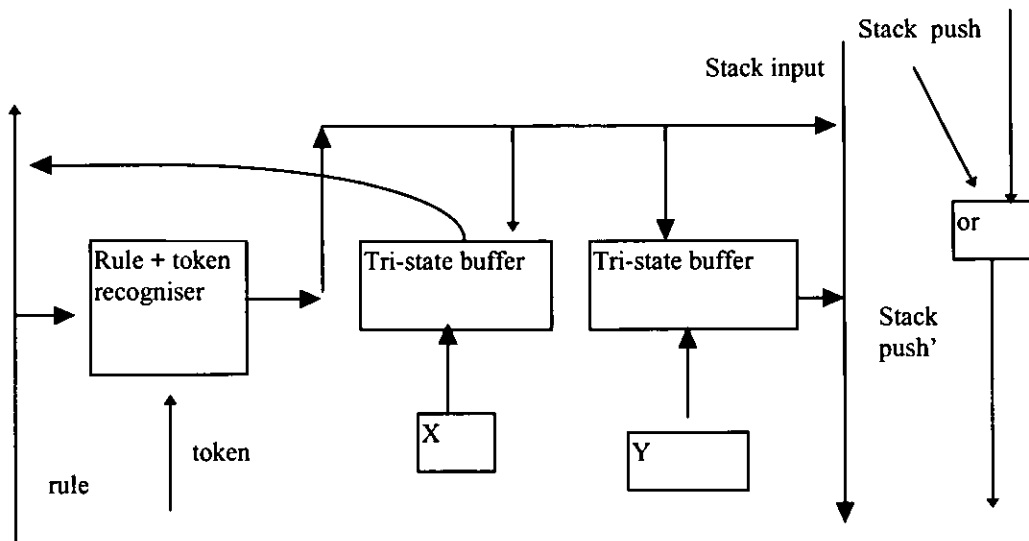 Stack push
Stack input
or
Rule + token
recogniser
Tri-state buffer
Tri-state buffer
Stack
push’
X
Y
token
rule